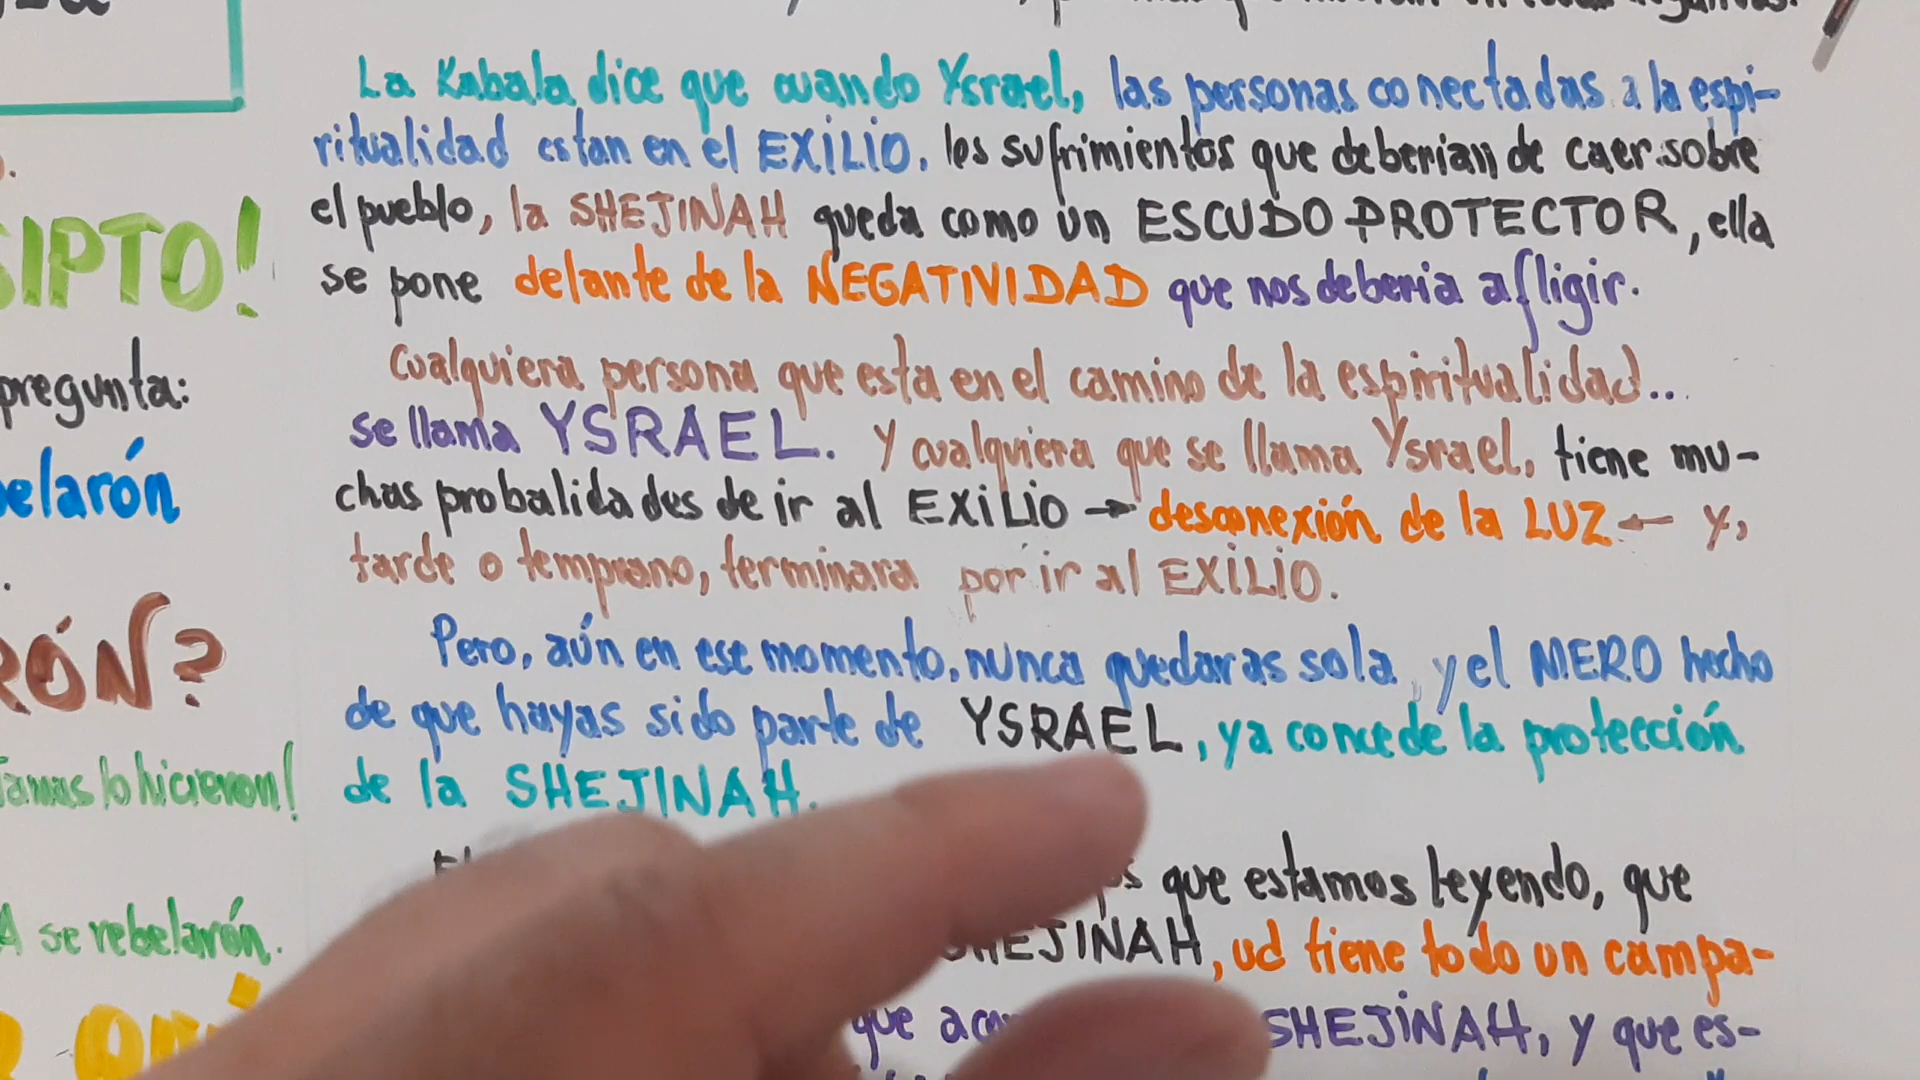 La Kabala dice que cuando Ysrael, las personas conectadas a la espi-
ritualidad estan en el EXILIO. los sufrimientos que deberian de caer sobre
el pueblo, la SHEJINAH queda como un ESCUDO PROTECTOR, ella
se pone delante de la NEGATIVIDAD que nos deberia afligir.
Cualquiera persona que esta en el camino de la espiritualidad...
se llama YSRAEL. Y cualquiera que se llama Ysrael, tiene mu-
chas probalidades de ir al EXILIO → desconexión de la LUZ ← y,
tarde o temprano, terminara por ir al EXILIO.
Pero, aún en ese momento, nunca quedaras sola, y el MERO hecho
de que hayas sido parte de YSRAEL, ya concede la protección
de la SHEJINAH.
que estamos leyendo, que
SHEJINAH, ud tiene todo un campa-
que SHEJINAH, y que es-
pregunta:
Jamas lo hicieron!
se rebelarón.